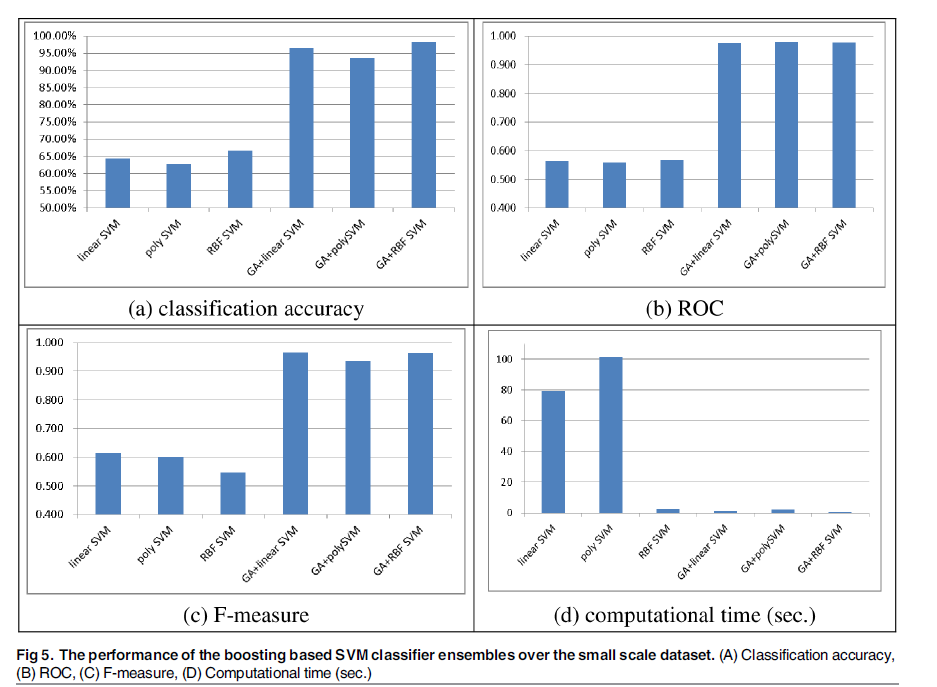 100.00%
95.00%
90.00%
85.00%
80.00%
75.00%
70.00%
65.00%
60.00%
55.00%
50.00%
linear SVM
poly SVM
RBF SVM
GA+linear SVM
GA+polySVM
GA+RBF SVM
(a) classification accuracy
1.000
0.900
0.800
0.700
0.600
0.500
0.400
linear SVM
poly SVM
RBF SVM
GA+linear SVM
GA+polySVM
GA+RBF SVM
(b) ROC
1.000
0.900
0.800
0.700
0.600
0.500
0.400
linear SVM
poly SVM
RBF SVM
GA+linear SVM
GA+polySVM
GA+RBF SVM
(c) F-measure
100
80
60
40
20
0
linear SVM
poly SVM
RBF SVM
GA+linear SVM
GA+polySVM
GA+RBF SVM
(d) computational time (sec.)
Fig 5. The performance of the boosting based SVM classifier ensembles over the small scale dataset. (A) Classification accuracy,
(B) ROC, (C) F-measure, (D) Computational time (sec.)